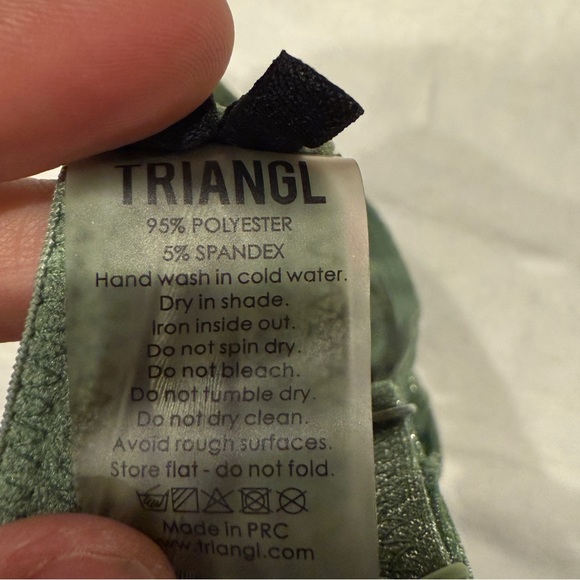 TRIANGL
95% POLYESTER
5% SPANDEX
Hand wash in cold water.
Dry in shade.
Iron inside out.
Do not spin dry.
Do not bleach.
Do not tumble dry.
Do not dry clean.
Avoid rough surfaces.
Store flat - do not fold.
Made in PRC
www.triangl.com